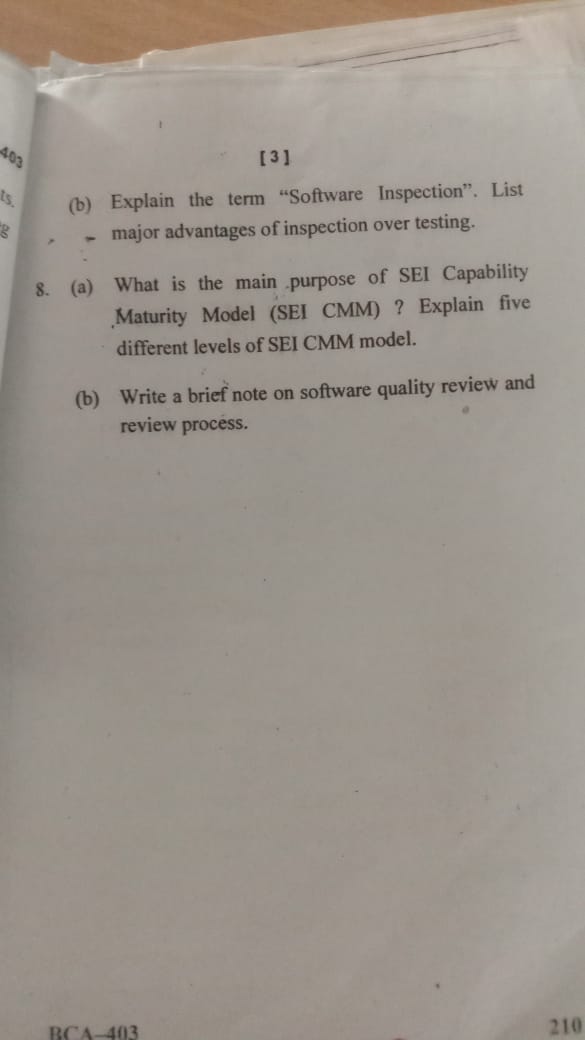 403
[ 3 ]
ts.
g
(b) Explain the term “Software Inspection”. List
major advantages of inspection over testing.
8. (a) What is the main purpose of SEI Capability
Maturity Model (SEI CMM) ? Explain five
different levels of SEI CMM model.
(b) Write a brief note on software quality review and
review process.
BCA–403
210